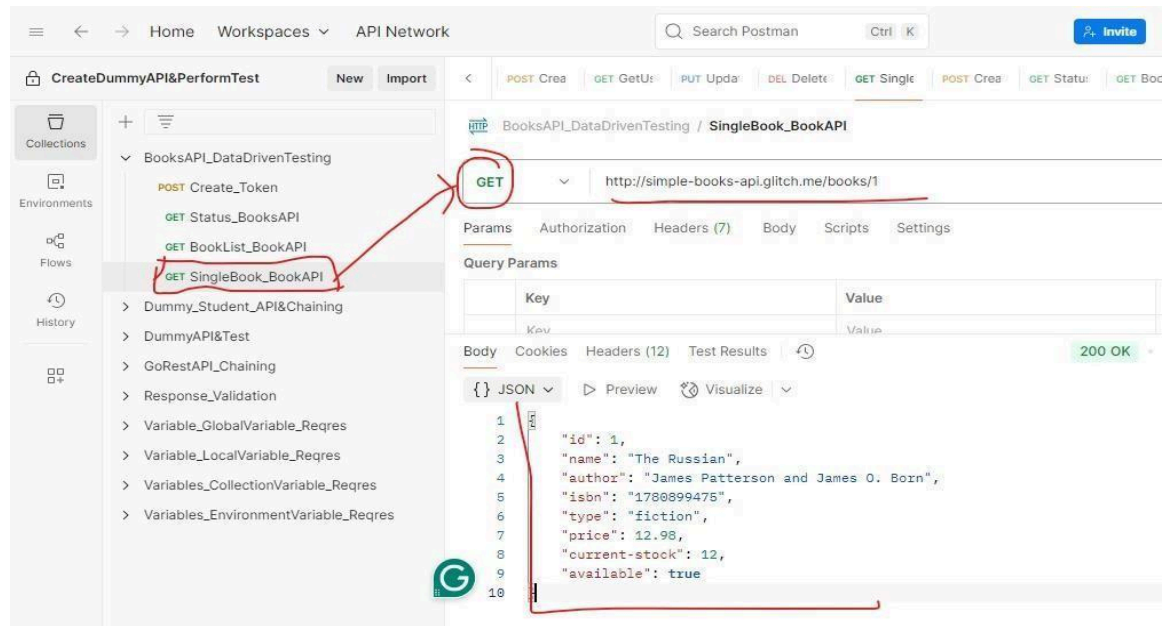 Home Workspaces API Network Search Postman Ctrl K Invite
CreateDummyAPI&PerformTest New Import POST Crea GET GetUs PUT Updat DEL Delete GET Single POST Crea GET Status GET Boo
Collections
Environments
Flows
History
BooksAPI_DataDrivenTesting
POST Create_Token
GET Status_BooksAPI
GET BookList_BookAPI
GET SingleBook_BookAPI
Dummy_Student_API&Chaining
DummyAPI&Test
GoRestAPI_Chaining
Response_Validation
Variable_GlobalVariable_Reqres
Variable_LocalVariable_Reqres
Variables_CollectionVariable_Reqres
Variables_EnvironmentVariable_Reqres
HTTP BooksAPI_DataDrivenTesting / SingleBook_BookAPI
GET http://simple-books-api.glitch.me/books/1
Params Authorization Headers (7) Body Scripts Settings
Query Params
Key Value
Key Value
Body Cookies Headers (12) Test Results 200 OK
{} JSON Preview Visualize
1 {
2 "id": 1,
3 "name": "The Russian",
4 "author": "James Patterson and James O. Born",
5 "isbn": "1780899475",
6 "type": "fiction",
7 "price": 12.98,
8 "current-stock": 12,
9 "available": true
10 }